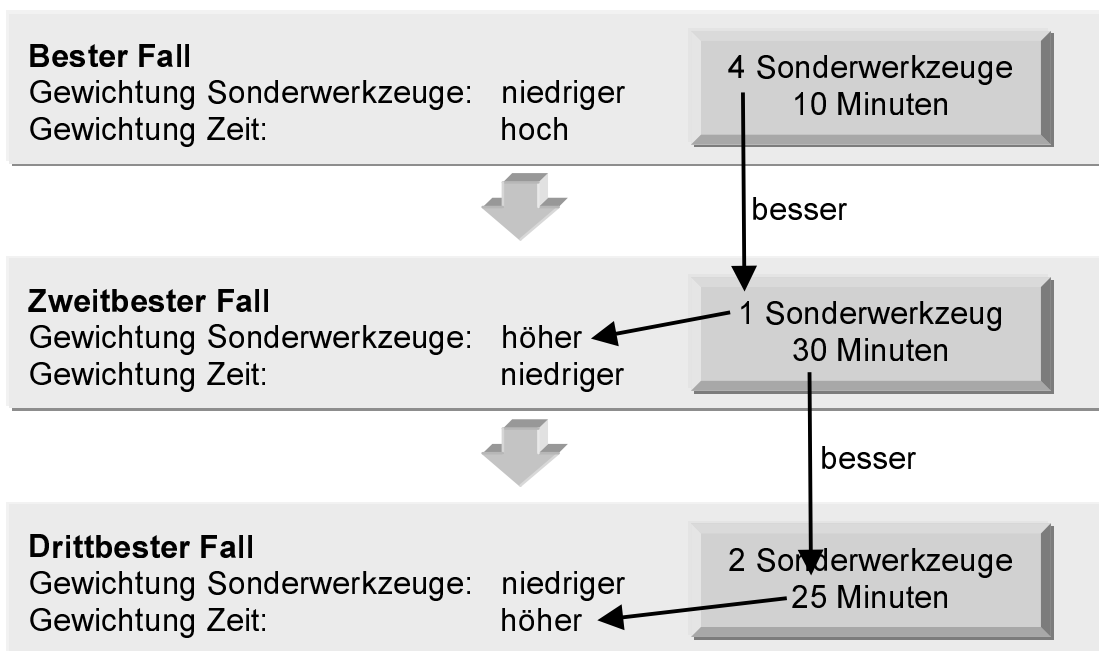 Bester Fall
Gewichtung Sonderwerkzeuge: niedriger
Gewichtung Zeit: hoch
4 Sonderwerkzeuge
10 Minuten
besser
Zweitbester Fall
Gewichtung Sonderwerkzeuge: höher
Gewichtung Zeit: niedriger
1 Sonderwerkzeug
30 Minuten
besser
Drittbester Fall
Gewichtung Sonderwerkzeuge: niedriger
Gewichtung Zeit: höher
2 Sonderwerkzeuge
25 Minuten